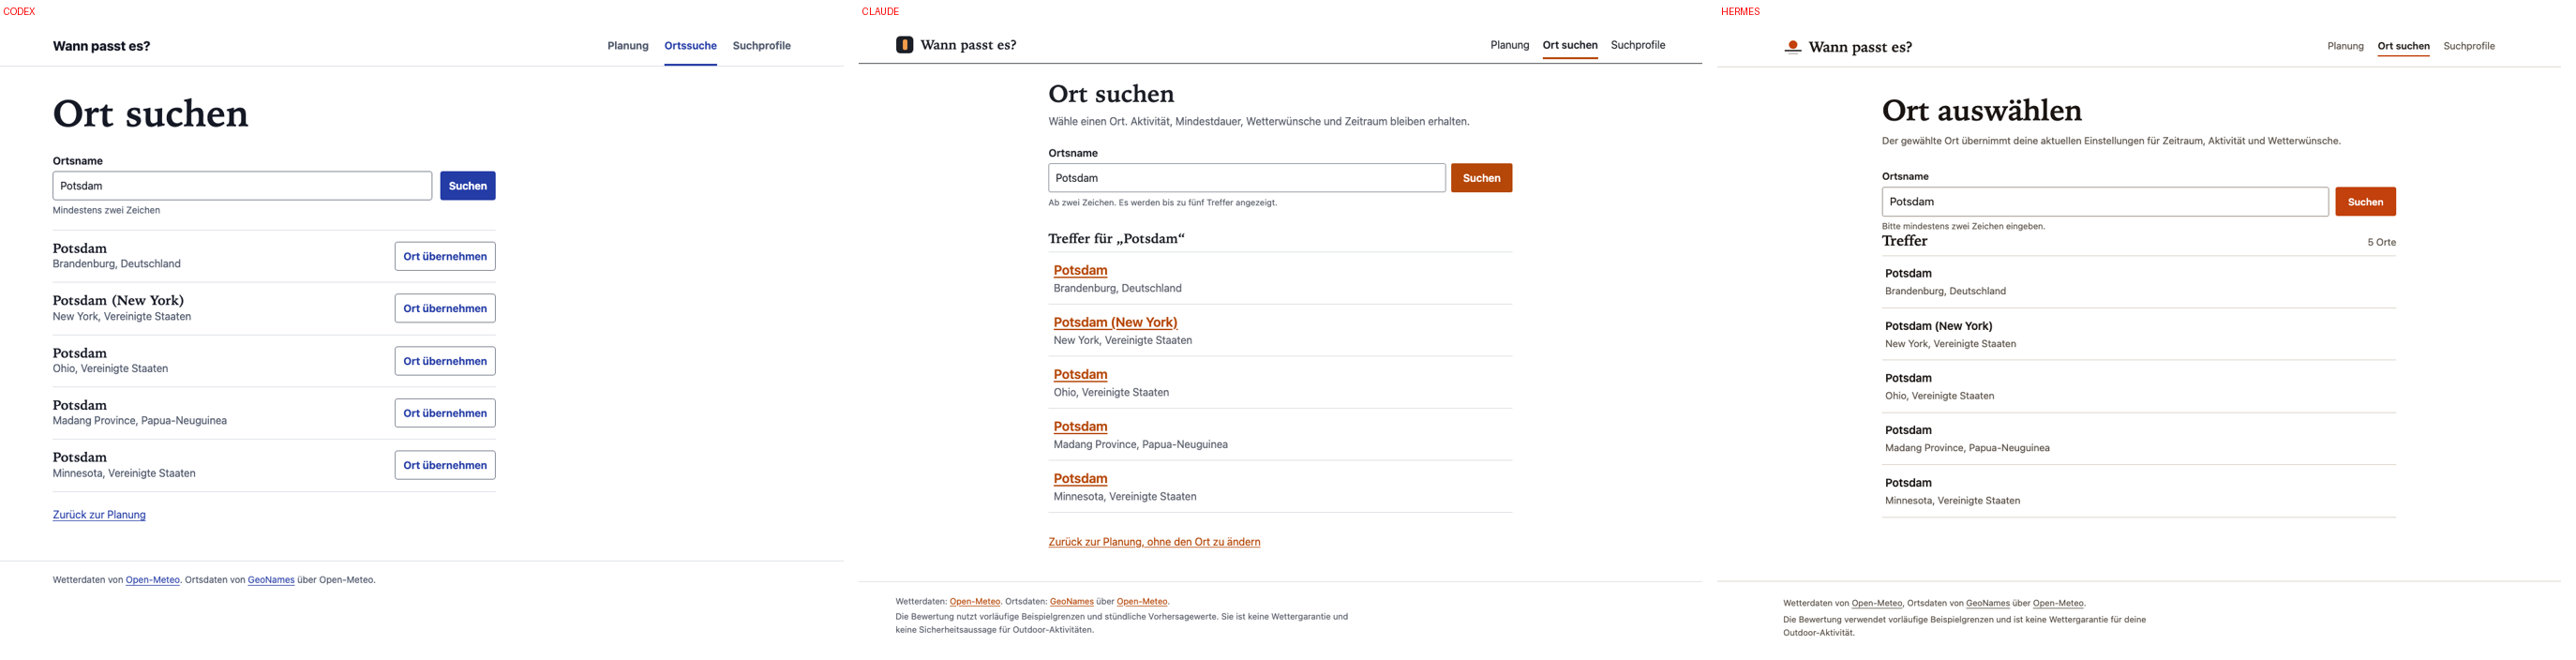 CODEX
Wann passt es?
Planung Ortssuche Suchprofile
Ort suchen
Ortsname
Potsdam
Suchen
Mindestens zwei Zeichen
Potsdam
Brandenburg, Deutschland
Ort übernehmen
Potsdam (New York)
New York, Vereinigte Staaten
Ort übernehmen
Potsdam
Ohio, Vereinigte Staaten
Ort übernehmen
Potsdam
Madang Province, Papua-Neuguinea
Ort übernehmen
Potsdam
Minnesota, Vereinigte Staaten
Ort übernehmen
Zurück zur Planung
Wetterdaten von Open-Meteo. Ortsdaten von GeoNames über Open-Meteo.
CLAUDE
Wann passt es?
Planung Ort suchen Suchprofile
Ort suchen
Wähle einen Ort. Aktivität, Mindestdauer, Wetterwünsche und Zeitraum bleiben erhalten.
Ortsname
Potsdam
Suchen
Ab zwei Zeichen. Es werden bis zu fünf Treffer angezeigt.
Treffer für „Potsdam“
Potsdam
Brandenburg, Deutschland
Potsdam (New York)
New York, Vereinigte Staaten
Potsdam
Ohio, Vereinigte Staaten
Potsdam
Madang Province, Papua-Neuguinea
Potsdam
Minnesota, Vereinigte Staaten
Zurück zur Planung, ohne den Ort zu ändern
Wetterdaten: Open-Meteo. Ortsdaten: GeoNames über Open-Meteo.
Die Bewertung nutzt vorläufige Beispielgrenzen und stündliche Vorhersagewerte. Sie ist keine Wettergarantie und
keine Sicherheitsaussage für Outdoor-Aktivitäten.
HERMES
Wann passt es?
Planung Ort suchen Suchprofile
Ort auswählen
Der gewählte Ort übernimmt deine aktuellen Einstellungen für Zeitraum, Aktivität und Wetterwünsche.
Ortsname
Potsdam
Suchen
Bitte mindestens zwei Zeichen eingeben.
Treffer
5 Orte
Potsdam
Brandenburg, Deutschland
Potsdam (New York)
New York, Vereinigte Staaten
Potsdam
Ohio, Vereinigte Staaten
Potsdam
Madang Province, Papua-Neuguinea
Potsdam
Minnesota, Vereinigte Staaten
Wetterdaten von Open-Meteo, Ortsdaten von GeoNames über Open-Meteo.
Die Bewertung verwendet vorläufige Beispielgrenzen und ist keine Wettergarantie für deine
Outdoor-Aktivität.